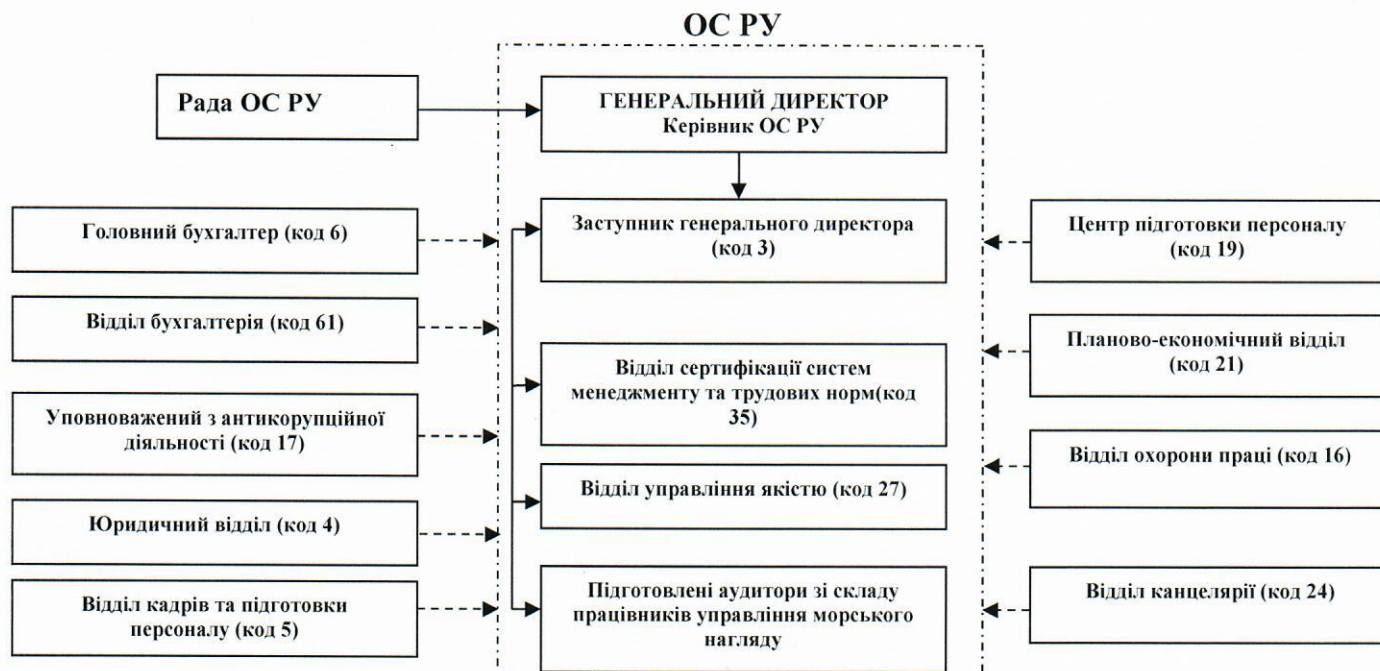 ОС РУ
Рада ОС РУ
ГЕНЕРАЛЬНИЙ ДИРЕКТОР
Керівник ОС РУ
Головний бухгалтер (код 6)
Заступник генерального директора
(код 3)
Центр підготовки персоналу
(код 19)
Відділ бухгалтерія (код 61)
Планово-економічний відділ
(код 21)
Відділ сертифікації систем
менеджменту та трудових норм(код
35)
Уповноважений з антикорупційної
діяльності (код 17)
Відділ охорони праці (код 16)
Відділ управління якістю (код 27)
Юридичний відділ (код 4)
Відділ кадрів та підготовки
персоналу (код 5)
Підготовлені аудитори зі складу
працівників управління морського
нагляду
Відділ канцелярії (код 24)